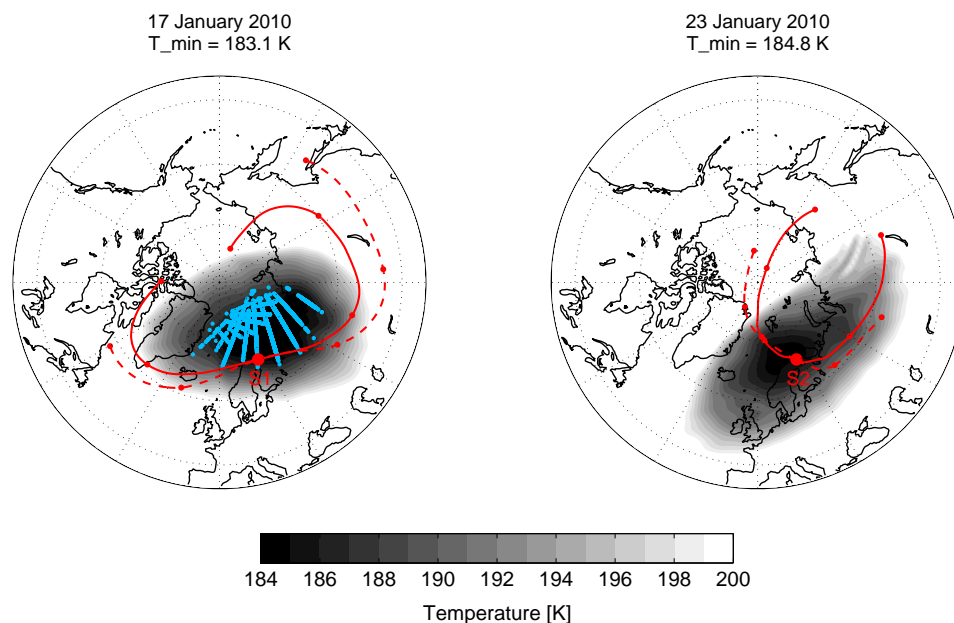 17 January 2010
T_min = 183.1 K
23 January 2010
T_min = 184.8 K
S1
S2
184 186 188 190 192 194 196 198 200
Temperature [K]